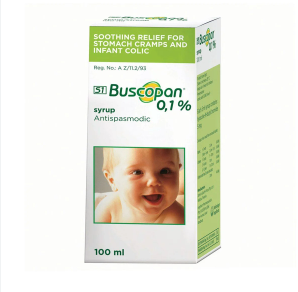 SOOTHING RELIEF FOR
STOMACH CRAMPS AND
INFANT COLIC
Reg. No.: A Z/11.2/93
S1 Buscopan®
0,1%
syrup
Antispasmodic
100 ml